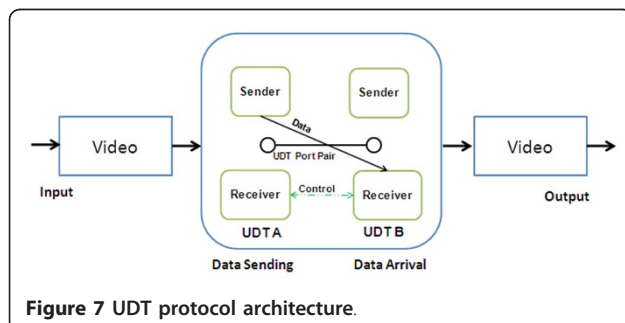 Sender
Sender
Data
Video
Video
UDT Port Pair
Input
Receiver
Control
Receiver
Output
UDT A
UDT B
Data Sending
Data Arrival
Figure 7 UDT protocol architecture.